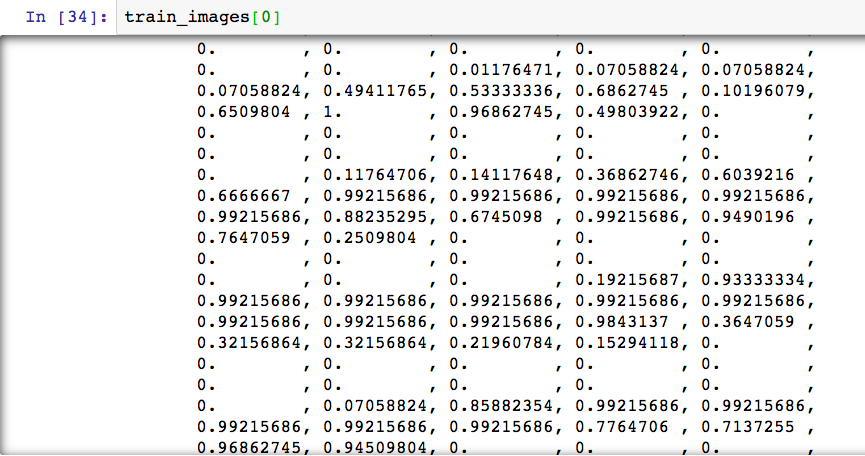 In [34]: train_images[0]
0.        , 0.        , 0.        , 0.        , 0.        ,
0.        , 0.        , 0.01176471, 0.07058824, 0.07058824,
0.07058824, 0.49411765, 0.53333336, 0.6862745 , 0.10196079,
0.6509804 , 1.        , 0.96862745, 0.49803922, 0.        ,
0.        , 0.        , 0.        , 0.        , 0.        ,
0.        , 0.        , 0.        , 0.        , 0.        ,
0.        , 0.11764706, 0.14117648, 0.36862746, 0.6039216 ,
0.6666667 , 0.99215686, 0.99215686, 0.99215686, 0.99215686,
0.99215686, 0.88235295, 0.6745098 , 0.99215686, 0.9490196 ,
0.7647059 , 0.2509804 , 0.        , 0.        , 0.        ,
0.        , 0.        , 0.        , 0.        , 0.        ,
0.        , 0.        , 0.        , 0.19215687, 0.93333334,
0.99215686, 0.99215686, 0.99215686, 0.99215686, 0.99215686,
0.99215686, 0.99215686, 0.99215686, 0.9843137 , 0.3647059 ,
0.32156864, 0.32156864, 0.21960784, 0.15294118, 0.        ,
0.        , 0.        , 0.        , 0.        , 0.        ,
0.        , 0.        , 0.        , 0.        , 0.        ,
0.        , 0.07058824, 0.85882354, 0.99215686, 0.99215686,
0.99215686, 0.99215686, 0.99215686, 0.7764706 , 0.7137255 ,
0.96862745, 0.94509804, 0.        , 0.        , 0.        ,